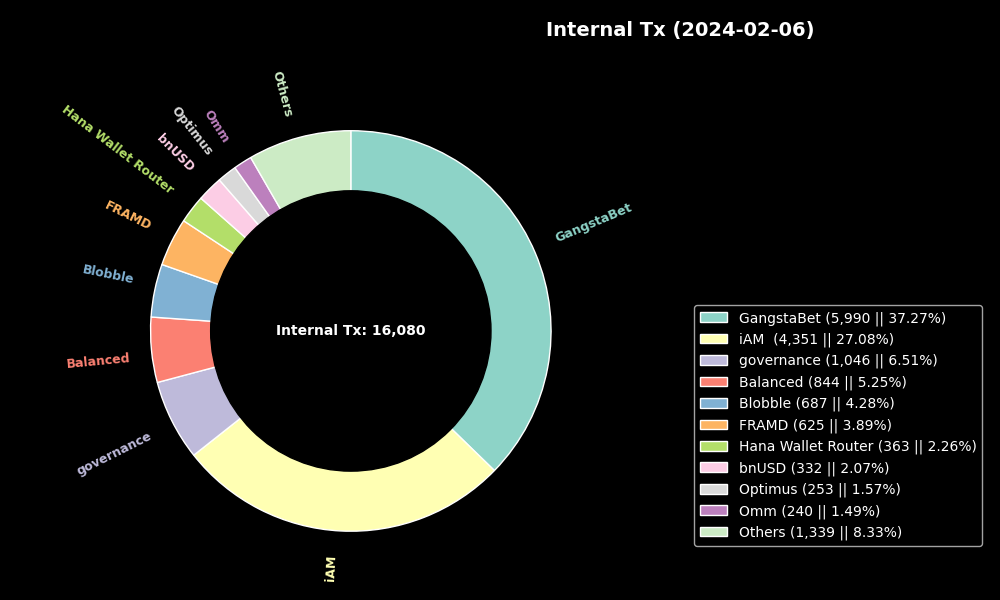 Internal Tx (2024-02-06)
Others
Omm
Optimus
bnUSD
Hana Wallet Router
FRAMD
GangstaBet
Blobble
Internal Tx: 16,080
Balanced
governance
iAM
GangstaBet (5,990 || 37.27%)
iAM  (4,351 || 27.08%)
governance (1,046 || 6.51%)
Balanced (844 || 5.25%)
Blobble (687 || 4.28%)
FRAMD (625 || 3.89%)
Hana Wallet Router (363 || 2.26%)
bnUSD (332 || 2.07%)
Optimus (253 || 1.57%)
Omm (240 || 1.49%)
Others (1,339 || 8.33%)